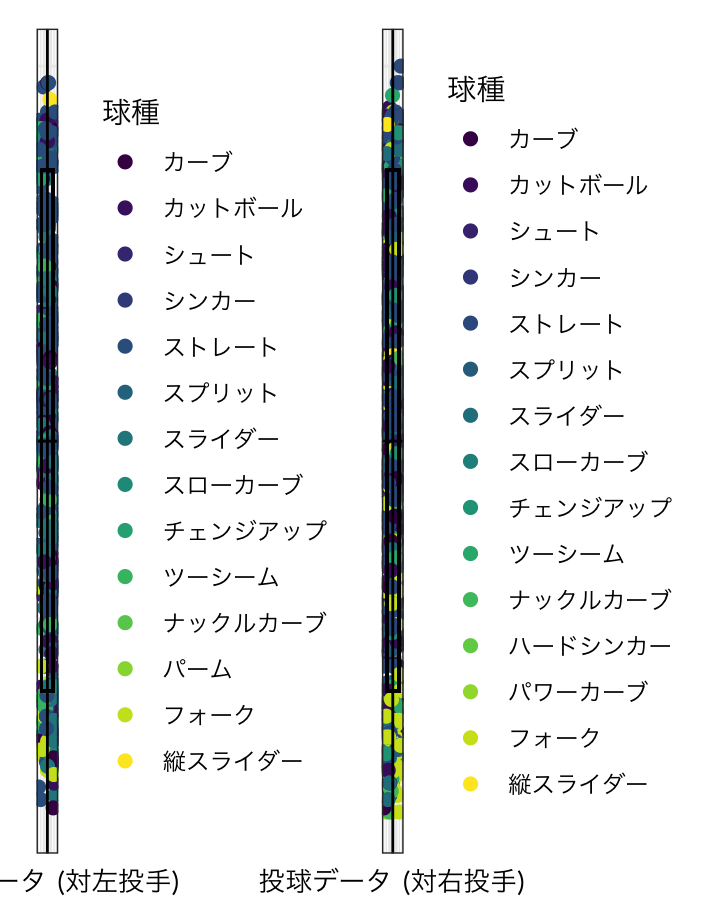 球種
カーブ
カットボール
シュート
シンカー
ストレート
スプリット
スライダー
スローカーブ
チェンジアップ
ツーシーム
ナックルカーブ
パーム
フォーク
縦スライダー
ータ (対左投手)
球種
カーブ
カットボール
シュート
シンカー
ストレート
スプリット
スライダー
スローカーブ
チェンジアップ
ツーシーム
ナックルカーブ
ハードシンカー
パワーカーブ
フォーク
縦スライダー
投球データ (対右投手)